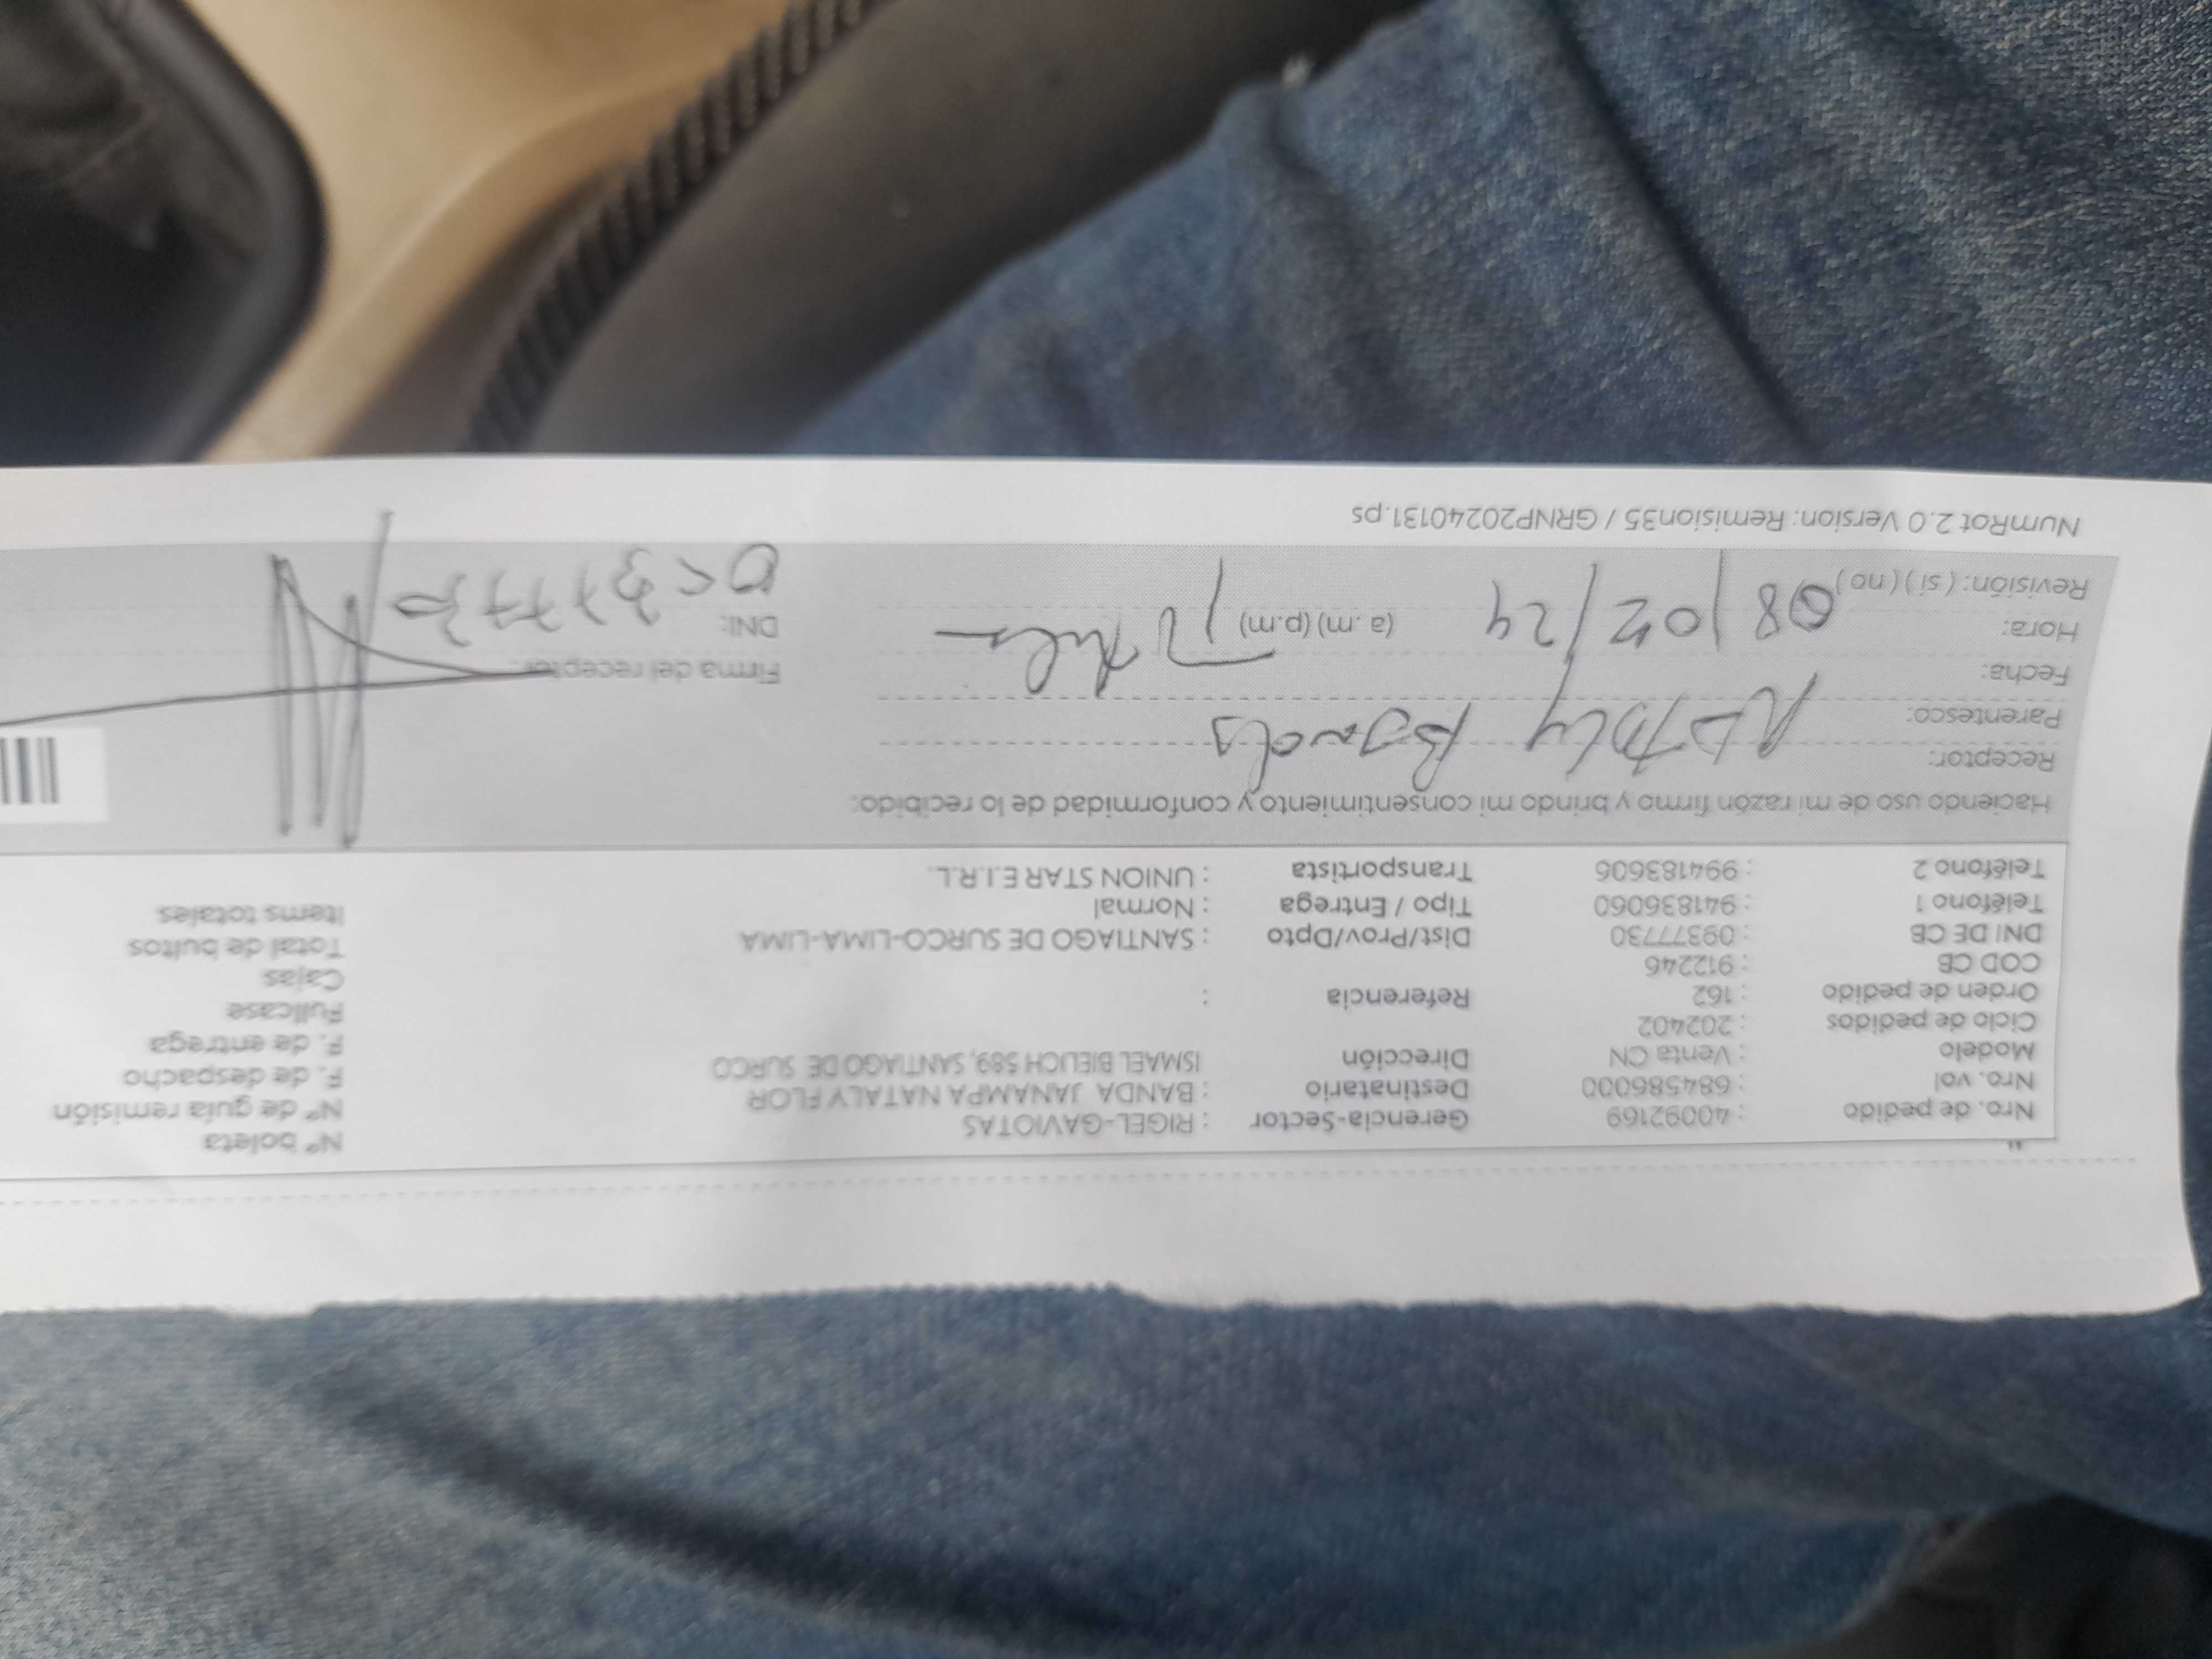 Nro. de pedido : 40092169 Gerencia-Sector : RIGEL-GAVIOTAS Nº boleta
Nro. vol : 684586000 Destinatario : BANDA JANAMPA NATALY FLOR Nº de guía remisión
Modelo : Venta CN Dirección ISMAEL BIELICH 589, SANTIAGO DE SURCO F. de despacho
Ciclo de pedidos : 202402 F. de entrega
Orden de pedido : 162 Referencia : Fullcase
COD CB : 912246 Cajas
DNI DE CB : 09377730 Dist/Prov/Dpto : SANTIAGO DE SURCO-LIMA-LIMA Total de bultos
Teléfono 1 : 941836060 Tipo / Entrega : Normal Items totales
Teléfono 2 : 994183606 Transportista : UNION STAR E.I.R.L.
Haciendo uso de mi razón firmo y brindo mi consentimiento y conformidad de lo recibido:
Receptor:
Parentesco: Firma del receptor:
Fecha: DNI:
Hora: 08/02/24 (a.m) (p.m)
Revisión: (si) (no)
NumRot 2.0 Version: Remision35 / GRNP20240131.ps